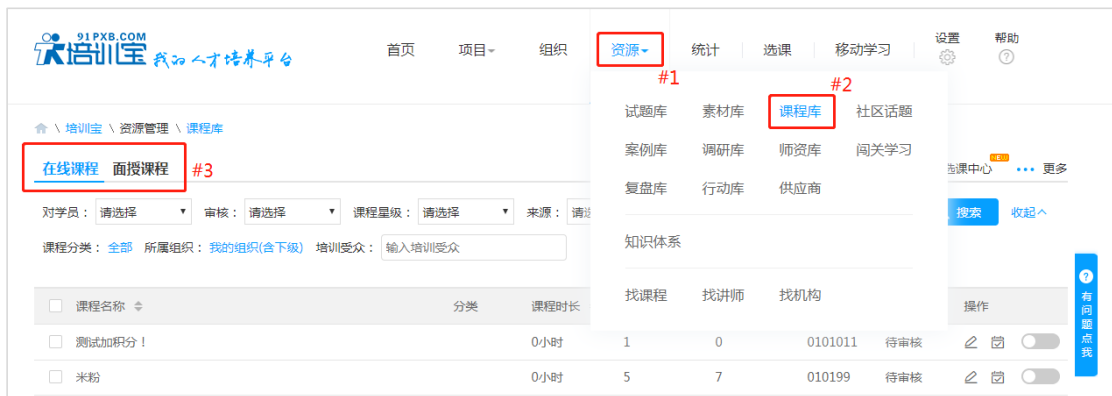 91PXB.COM
培训宝 我的人才培养平台
首页 项目 组织 资源 统计 选课 移动学习 设置 帮助
#1
#2
试题库 素材库 课程库 社区话题
\ 培训宝 \ 资源管理 \ 课程库
案例库 调研库 师资库 闯关学习
NEW
在线课程 面授课程 #3 选课中心 ••• 更多
复盘库 行动库 供应商
对学员： 请选择 审核： 请选择 课程星级： 请选择 来源： 搜索 收起
课程分类： 全部 所属组织： 我的组织(含下级) 培训受众： 输入培训受众
知识体系
找课程 找讲师 找机构
课程名称 分类 课程时长 操作
测试加积分！ 0小时 1 0 0101011 待审核
米粉 0小时 5 7 010199 待审核
? 有问题点我